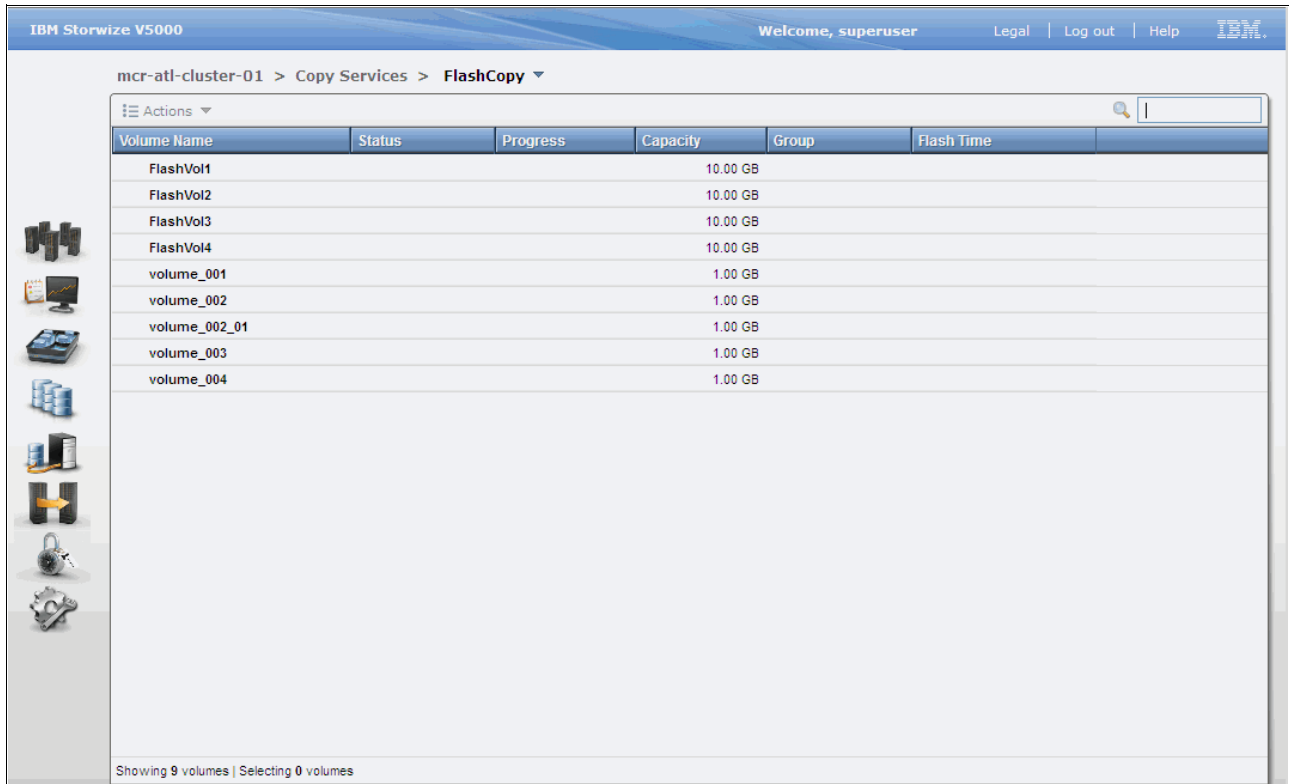 IBM Storwize V5000 Welcome, superuser Legal | Log out | Help IBM.
mcr-atl-cluster-01 > Copy Services > FlashCopy
Actions
Volume Name Status Progress Capacity Group Flash Time
FlashVol1 10.00 GB
FlashVol2 10.00 GB
FlashVol3 10.00 GB
FlashVol4 10.00 GB
volume_001 1.00 GB
volume_002 1.00 GB
volume_002_01 1.00 GB
volume_003 1.00 GB
volume_004 1.00 GB
Showing 9 volumes | Selecting 0 volumes